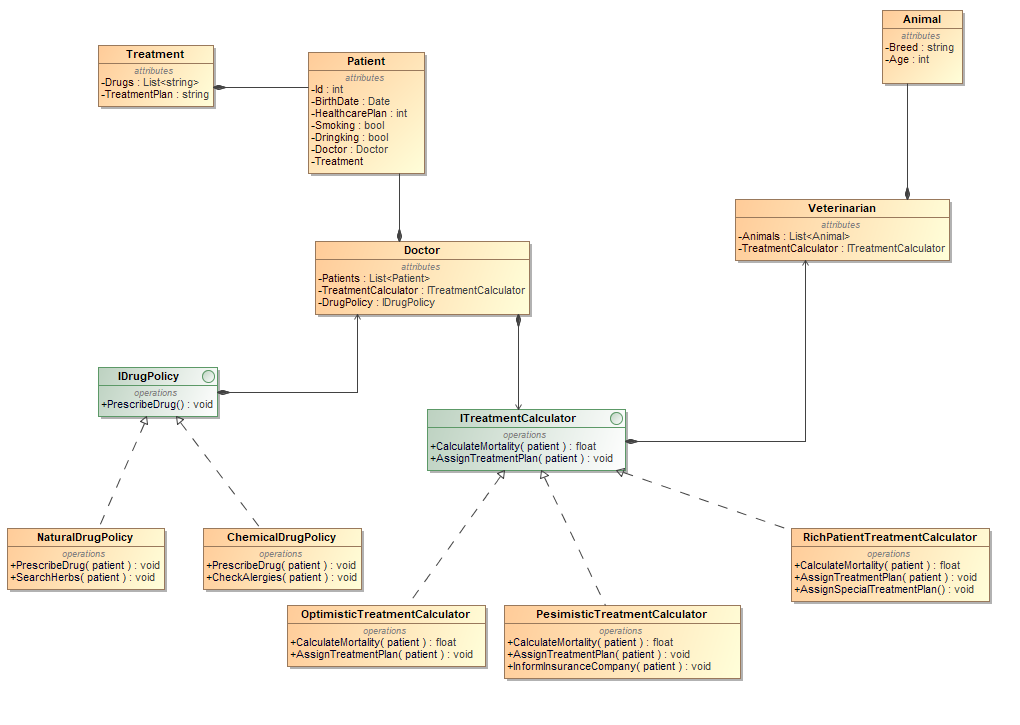 Animal
attributes
-Breed : string
-Age : int
Treatment
attributes
-Drugs : List<string>
-TreatmentPlan : string
Patient
attributes
-Id : int
-BirthDate : Date
-HealthcarePlan : int
-Smoking : bool
-Dringking : bool
-Doctor : Doctor
-Treatment
Veterinarian
attributes
-Animals : List<Animal>
-TreatmentCalculator : ITreatmentCalculator
Doctor
attributes
-Patients : List<Patient>
-TreatmentCalculator : ITreatmentCalculator
-DrugPolicy : IDrugPolicy
IDrugPolicy
operations
+PrescribeDrug() : void
ITreatmentCalculator
operations
+CalculateMortality( patient ) : float
+AssignTreatmentPlan( patient ) : void
NaturalDrugPolicy
operations
+PrescribeDrug( patient ) : void
+SearchHerbs( patient ) : void
ChemicalDrugPolicy
operations
+PrescribeDrug( patient ) : void
+CheckAlergies( patient ) : void
RichPatientTreatmentCalculator
operations
+CalculateMortality( patient ) : float
+AssignTreatmentPlan( patient ) : void
+AssignSpecialTreatmentPlan() : void
OptimisticTreatmentCalculator
operations
+CalculateMortality( patient ) : float
+AssignTreatmentPlan( patient ) : void
PesimisticTreatmentCalculator
operations
+CalculateMortality( patient ) : float
+AssignTreatmentPlan( patient ) : void
+InformInsuranceCompany( patient ) : void